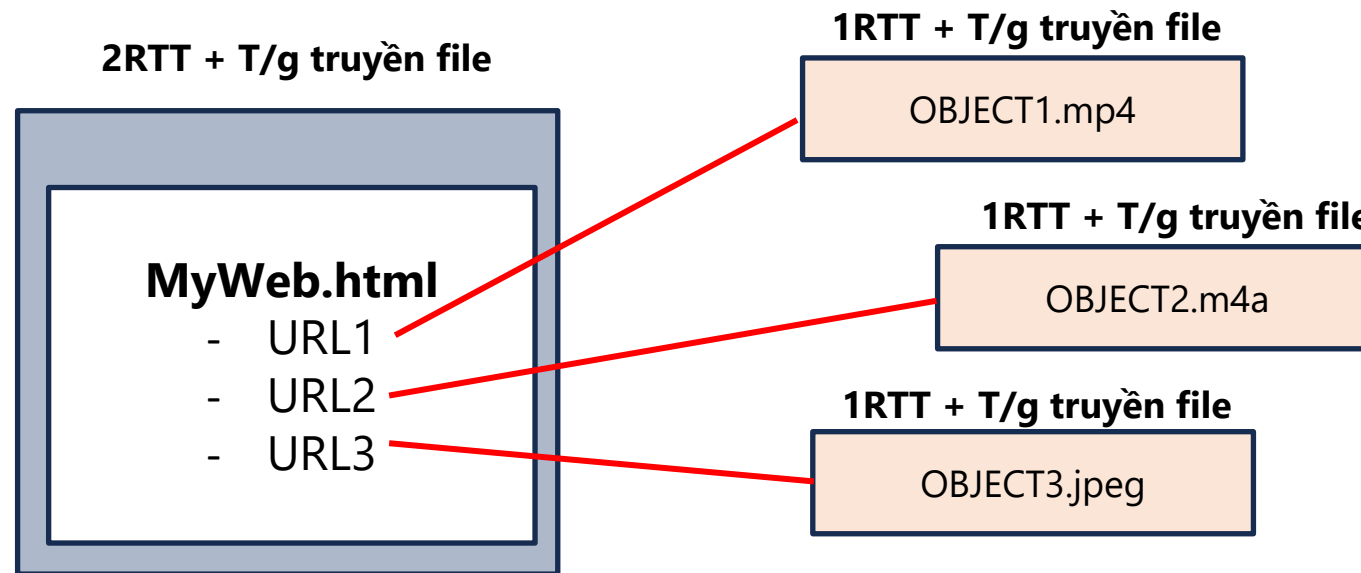 2RTT + T/g truyền file
MyWeb.html
- URL1
- URL2
- URL3
1RTT + T/g truyền file
OBJECT1.mp4
1RTT + T/g truyền file
OBJECT2.m4a
1RTT + T/g truyền file
OBJECT3.jpeg